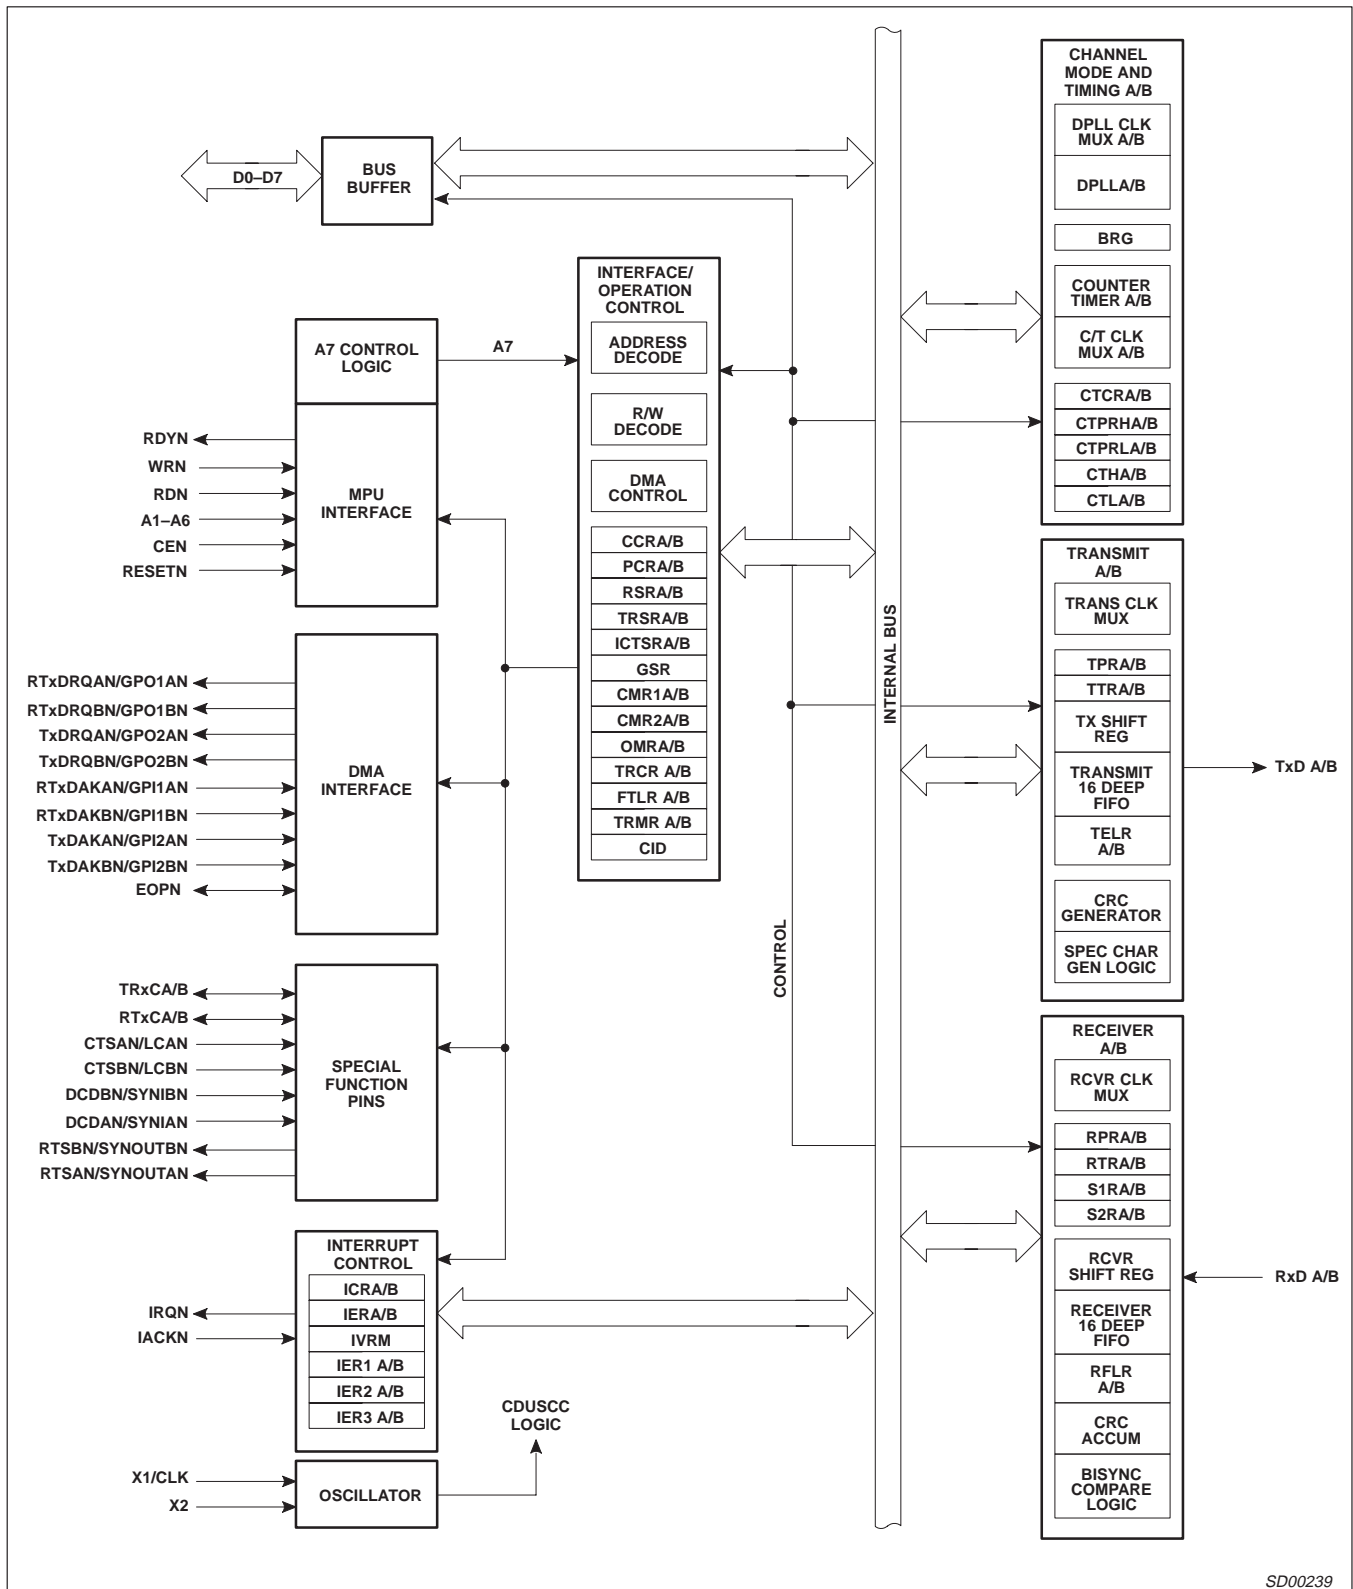 D0–D7
BUS
BUFFER
A7 CONTROL
LOGIC
A7
RDYN
WRN
RDN
A1–A6
CEN
RESETN
MPU
INTERFACE
RTxDRQAN/GPO1AN
RTxDRQBN/GPO1BN
TxDRQAN/GPO2AN
TxDRQBN/GPO2BN
RTxDAKAN/GPI1AN
RTxDAKBN/GPI1BN
TxDAKAN/GPI2AN
TxDAKBN/GPI2BN
EOPN
DMA
INTERFACE
TRxCA/B
RTxCA/B
CTSAN/LCAN
CTSBN/LCBN
DCDBN/SYNIBN
DCDAN/SYNIAN
RTSBN/SYNOUTBN
RTSAN/SYNOUTAN
SPECIAL
FUNCTION
PINS
IRQN
IACKN
INTERRUPT
CONTROL
ICRA/B
IERA/B
IVRM
IER1 A/B
IER2 A/B
IER3 A/B
X1/CLK
X2
OSCILLATOR
CDUSCC
LOGIC
INTERFACE/
OPERATION
CONTROL
ADDRESS
DECODE
R/W
DECODE
DMA
CONTROL
CCRA/B
PCRA/B
RSRA/B
TRSRA/B
ICTSRA/B
GSR
CMR1A/B
CMR2A/B
OMRA/B
TRCR A/B
FTLR A/B
TRMR A/B
CID
CONTROL
INTERNAL BUS
CHANNEL
MODE AND
TIMING A/B
DPLL CLK
MUX A/B
DPLLA/B
BRG
COUNTER
TIMER A/B
C/T CLK
MUX A/B
CTCRA/B
CTPRHA/B
CTPRLA/B
CTHA/B
CTLA/B
TRANSMIT
A/B
TRANS CLK
MUX
TPRA/B
TTRA/B
TX SHIFT
REG
TRANSMIT
16 DEEP
FIFO
TELR
A/B
CRC
GENERATOR
SPEC CHAR
GEN LOGIC
TxD A/B
RECEIVER
A/B
RCVR CLK
MUX
RPRA/B
RTRA/B
S1RA/B
S2RA/B
RCVR
SHIFT REG
RECEIVER
16 DEEP
FIFO
RFLR
A/B
CRC
ACCUM
BISYNC
COMPARE
LOGIC
RxD A/B
SD00239